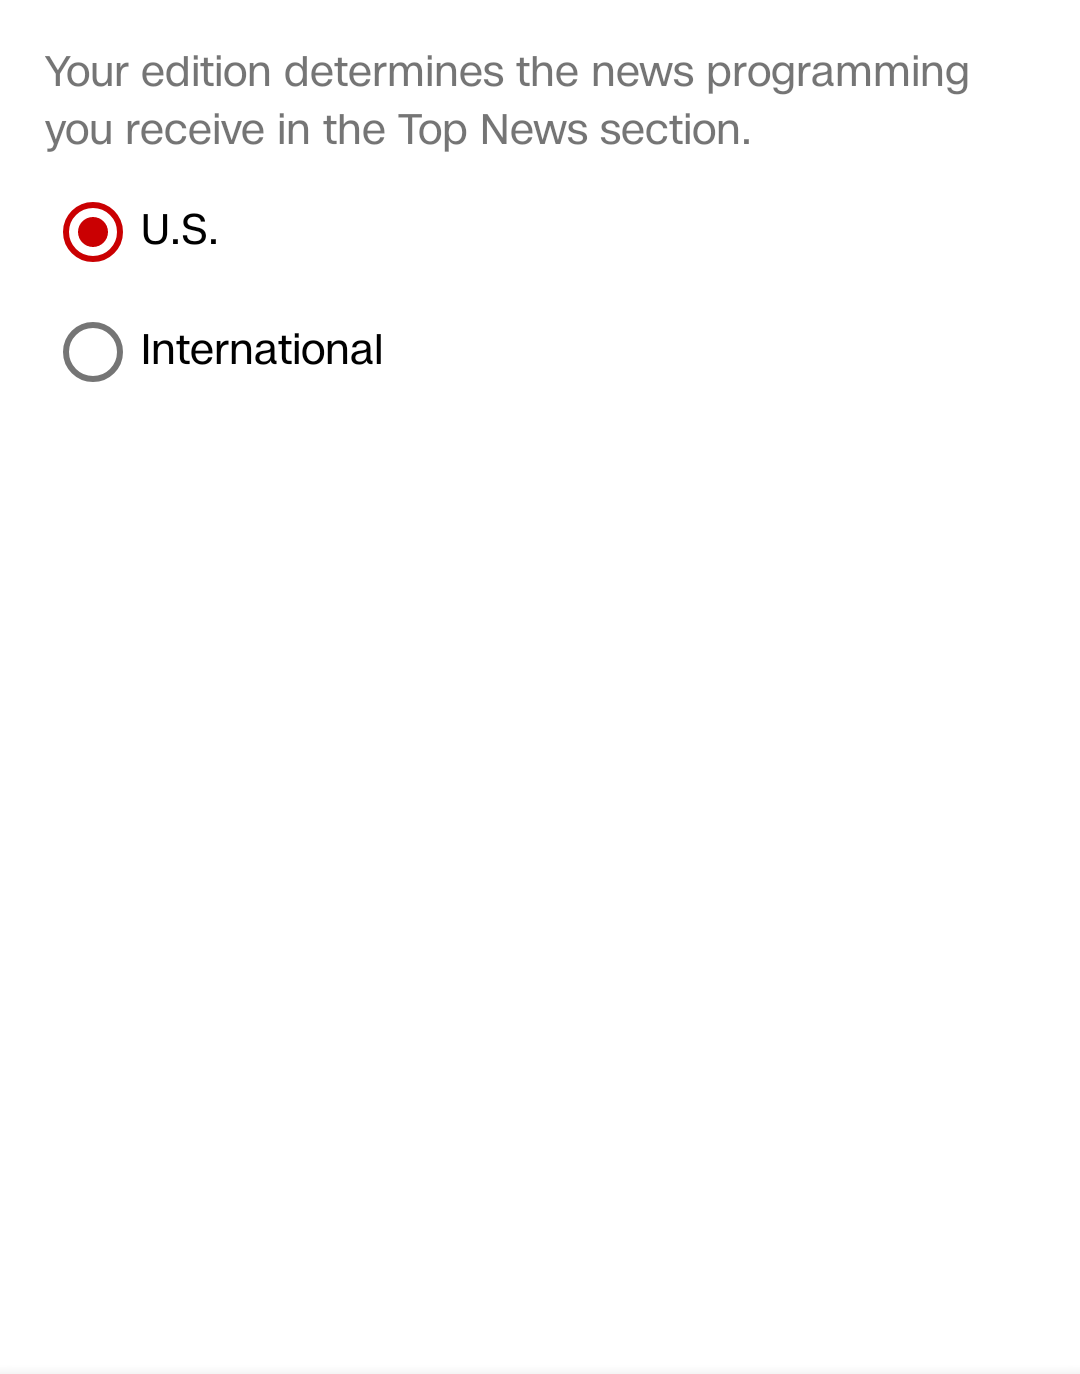 Your edition determines the news programming
you receive in the Top News section.
U.S.
International